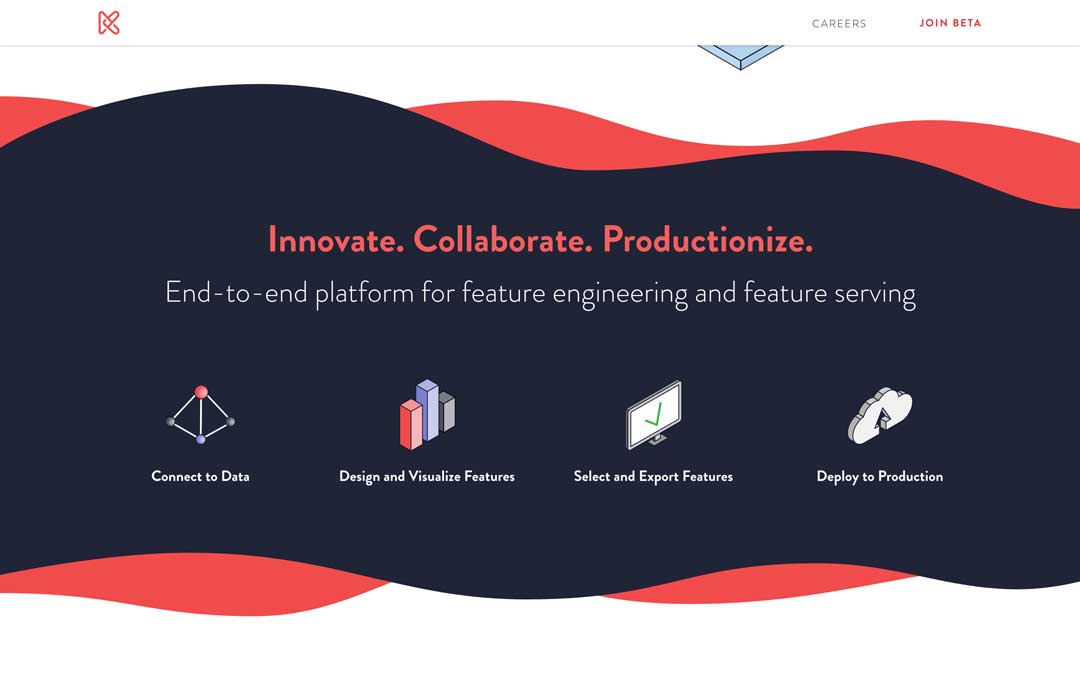 CAREERS
JOIN BETA
Innovate. Collaborate. Productionize.
End-to-end platform for feature engineering and feature serving
Connect to Data
Design and Visualize Features
Select and Export Features
Deploy to Production